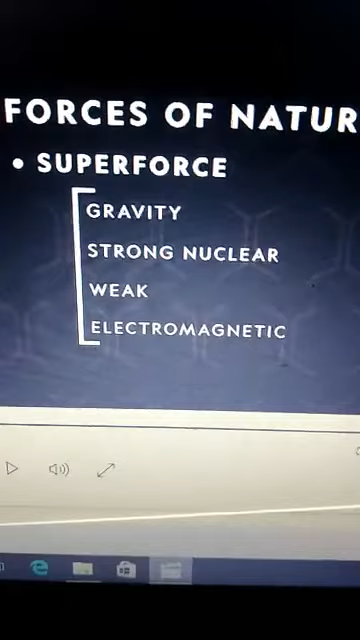 FORCES OF NATUR
• SUPERFORCE
GRAVITY
STRONG NUCLEAR
WEAK
ELECTROMAGNETIC